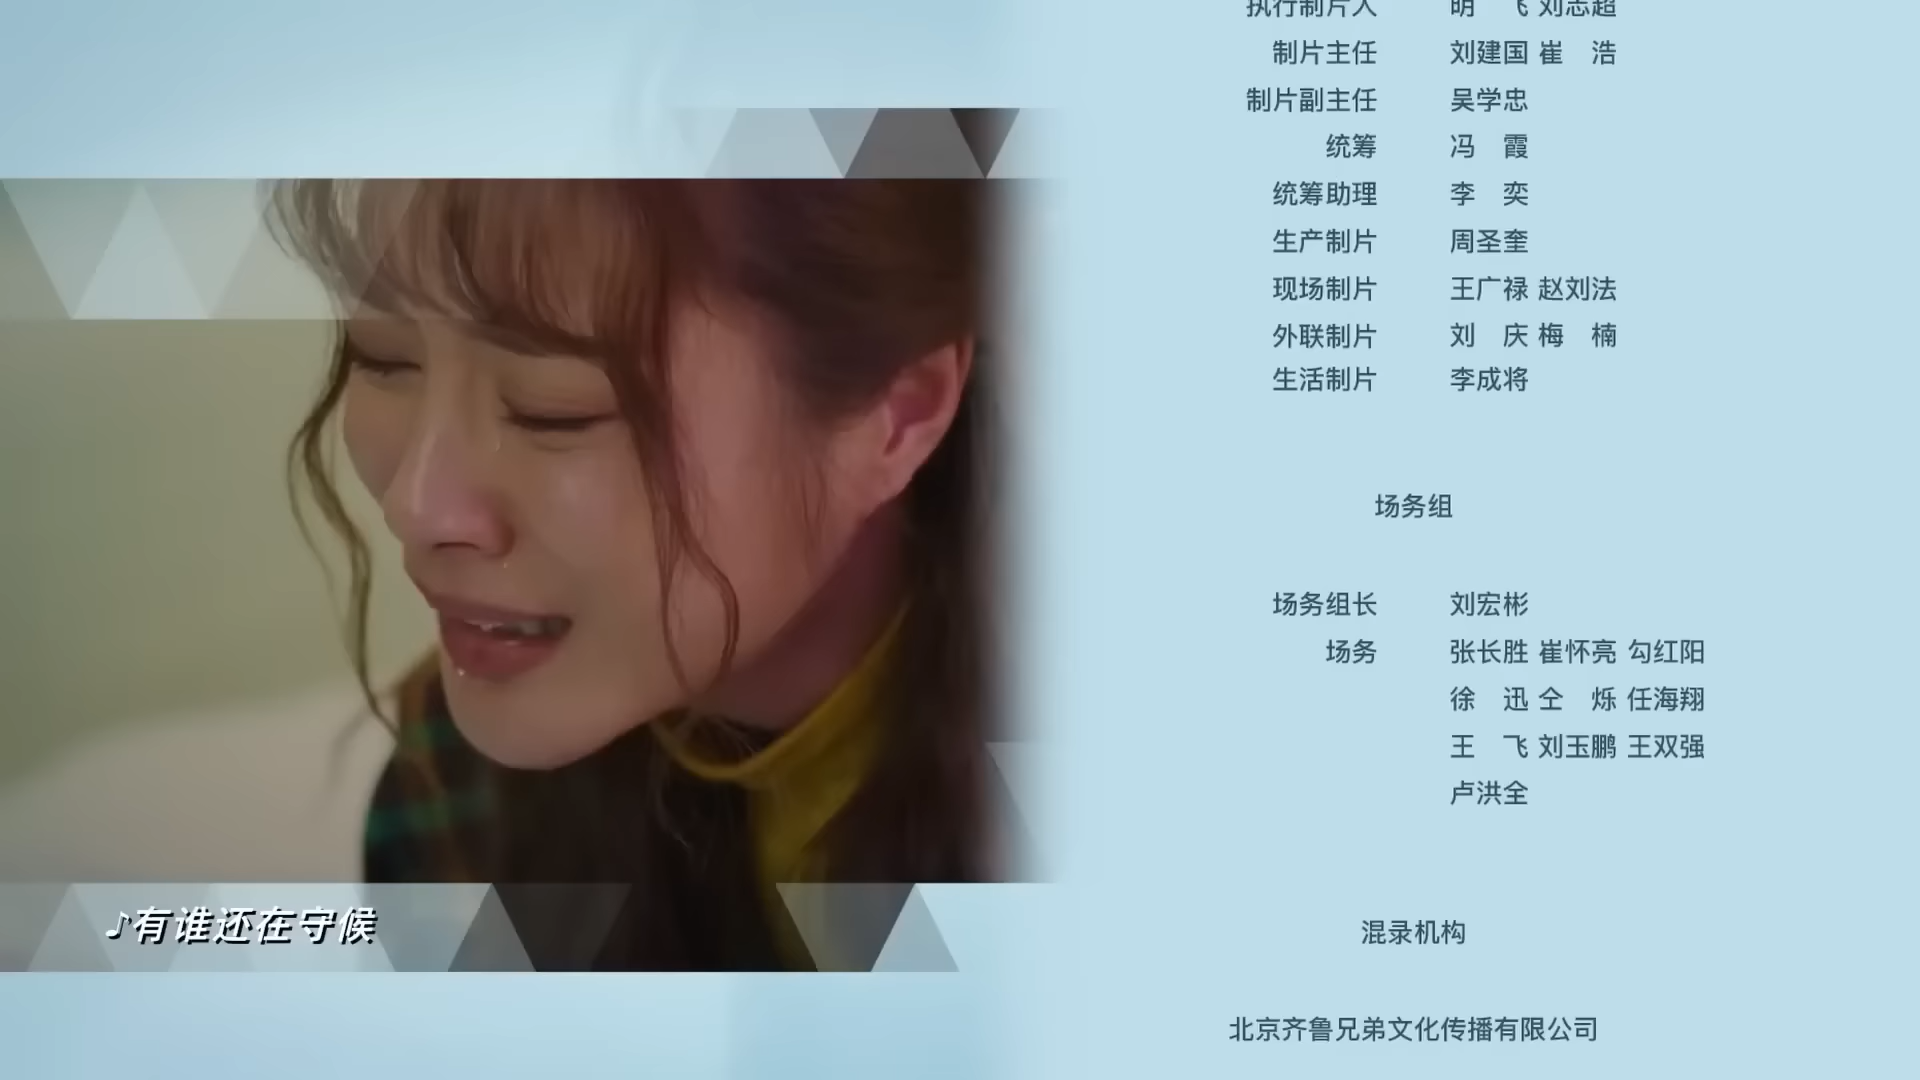 执行制片人 明 飞 刘志超
制片主任 刘建国 崔 浩
制片副主任 吴学忠
统筹 冯 霞
统筹助理 李 奕
生产制片 周圣奎
现场制片 王广禄 赵刘法
外联制片 刘 庆 梅 楠
生活制片 李成将
场务组
场务组长 刘宏彬
场务 张长胜 崔怀亮 勾红阳
徐 迅 仝 烁 任海翔
王 飞 刘玉鹏 王双强
卢洪全
♪有谁还在守候
混录机构
北京齐鲁兄弟文化传播有限公司